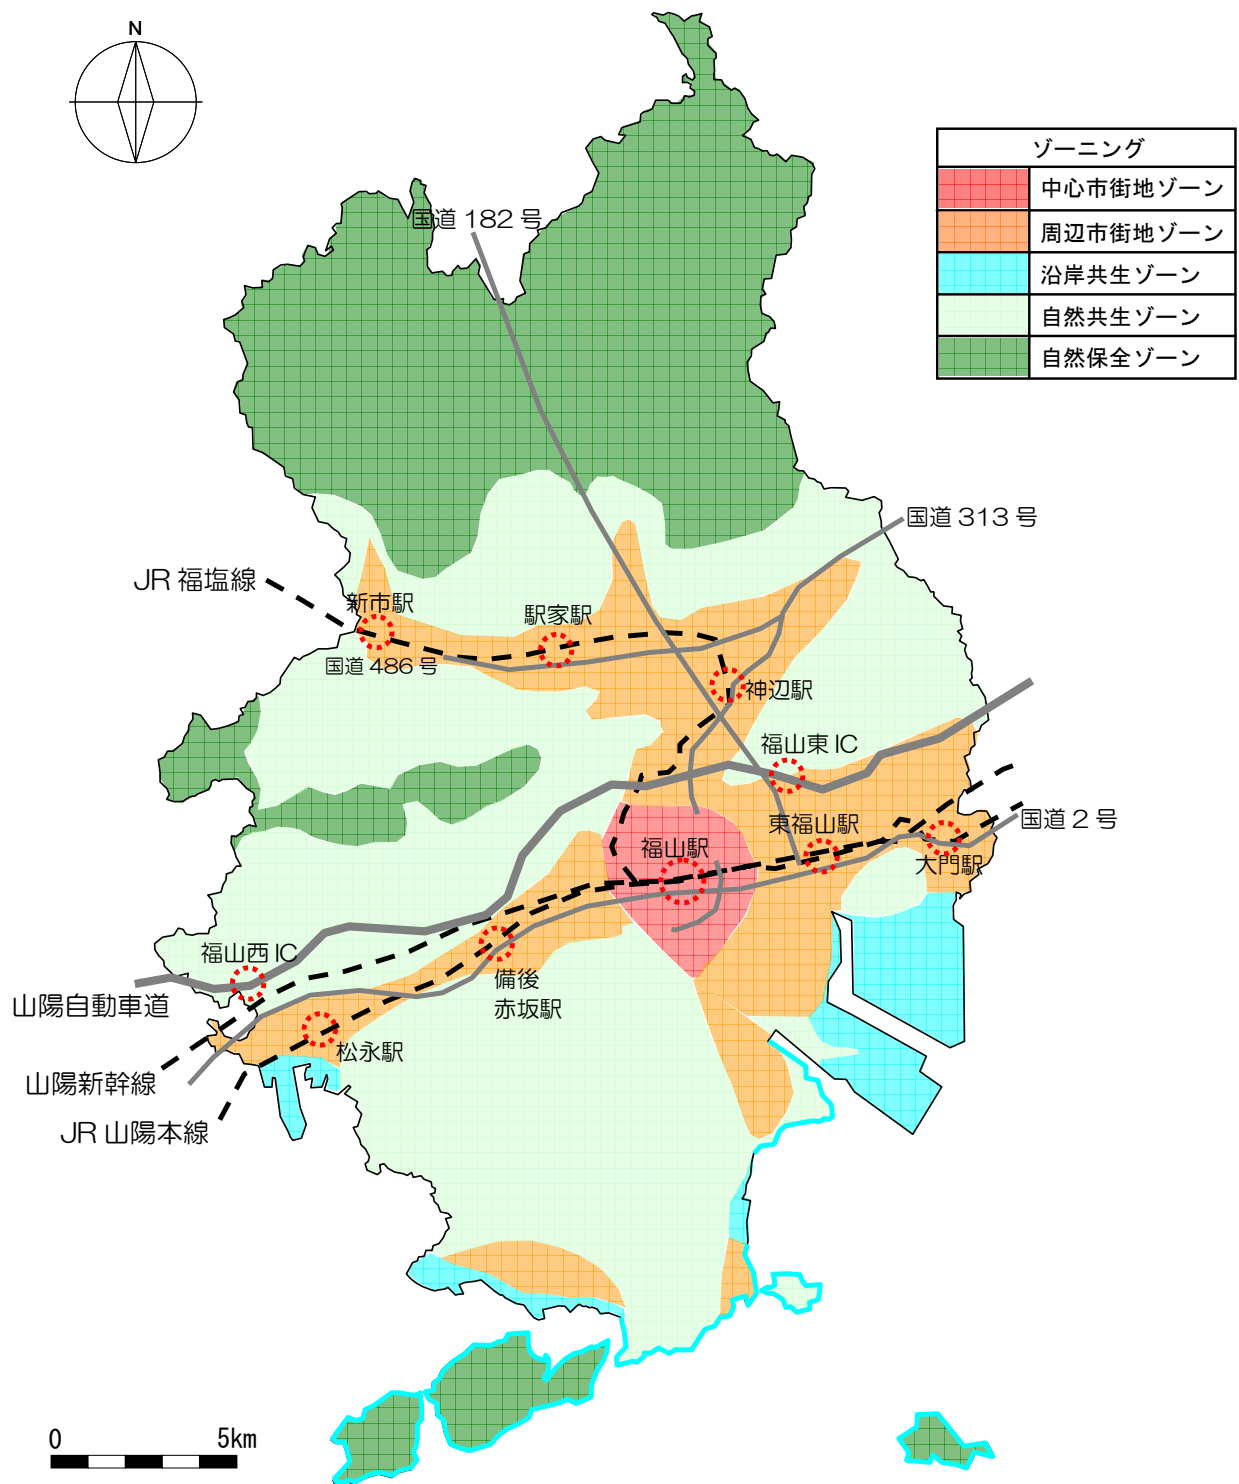 N
ゾーニング
中心市街地ゾーン
周辺市街地ゾーン
沿岸共生ゾーン
自然共生ゾーン
自然保全ゾーン
国道 182 号
国道 313 号
JR 福塩線
新市駅
駅家駅
国道 486 号
神辺駅
福山東 IC
国道 2 号
東福山駅
福山駅
大門駅
福山西 IC
備後
赤坂駅
山陽自動車道
松永駅
山陽新幹線
JR 山陽本線
0 5km